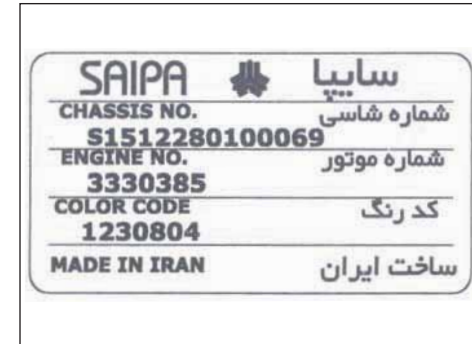 SAIPA سايپا
CHASSIS NO. شماره شاسی
S1512280100069
ENGINE NO. شماره موتور
3330385
COLOR CODE کد رنگ
1230804
MADE IN IRAN ساخت ایران